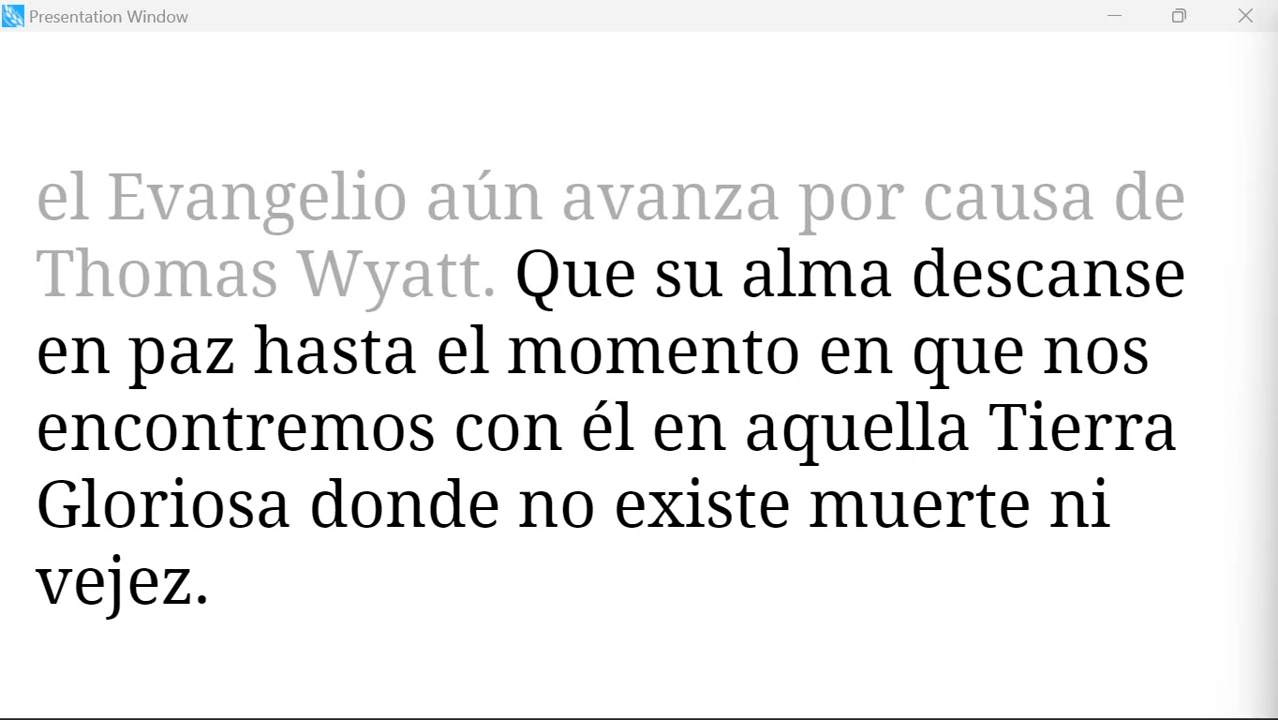 Presentation Window
el Evangelio aún avanza por causa de
Thomas Wyatt. Que su alma descanse
en paz hasta el momento en que nos
encontremos con él en aquella Tierra
Gloriosa donde no existe muerte ni
vejez.